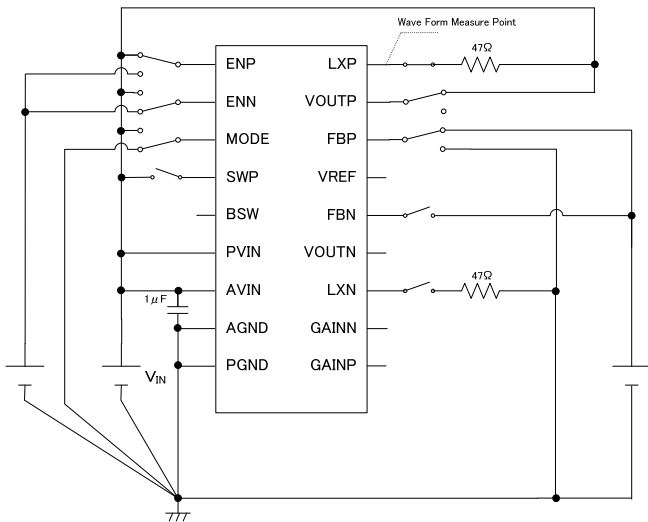 Wave Form Measure Point
47Ω
ENP
LXP
ENN
VOUTP
MODE
FBP
SWP
VREF
BSW
FBN
PVIN
VOUTN
47Ω
1μF
AVIN
LXN
AGND
GAINN
VIN
PGND
GAINP